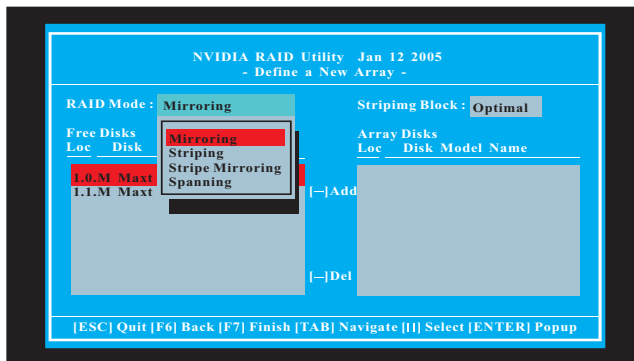 NVIDIA RAID Utility Jan 12 2005
- Define a New Array -
RAID Mode : Mirroring
Stripimg Block : Optimal
Free Disks
Loc Disk
Mirroring
Striping
Stripe Mirroring
Spanning
Array Disks
Loc Disk Model Name
1.0.M Maxt
1.1.M Maxt
[–]Add
[–]Del
[ESC] Quit [F6] Back [F7] Finish [TAB] Navigate [ll] Select [ENTER] Popup